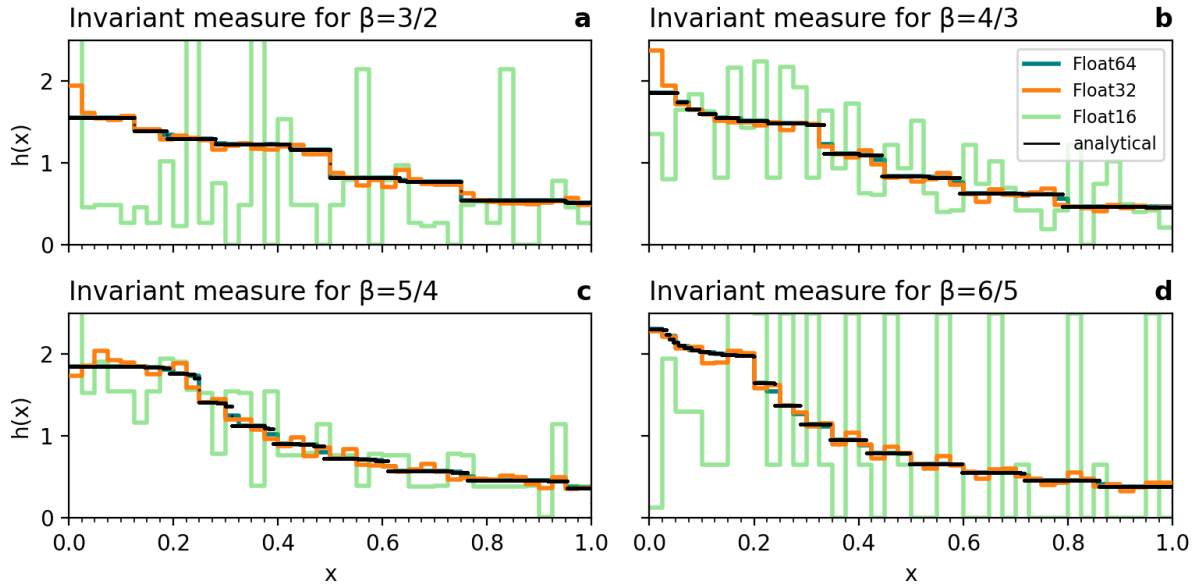 Invariant measure for β=3/2 a
Invariant measure for β=4/3 b
h(x)
2
1
0
Float64
Float32
Float16
analytical
Invariant measure for β=5/4 c
Invariant measure for β=6/5 d
h(x)
2
1
0
0.0 0.2 0.4 0.6 0.8 1.0
x
0.0 0.2 0.4 0.6 0.8 1.0
x